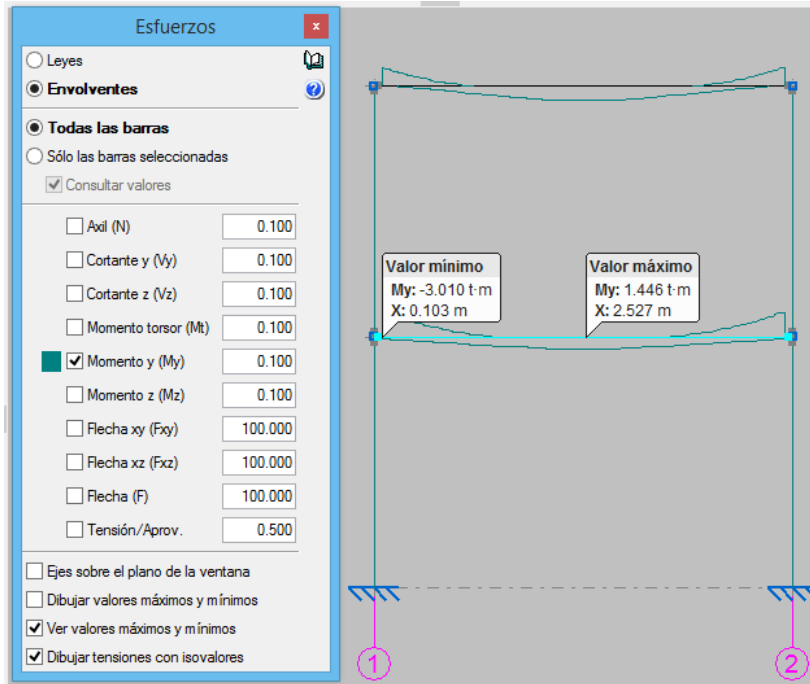 Esfuerzos
x
Leyes
Envolventes
?
Todas las barras
Sólo las barras seleccionadas
Consultar valores
Axil (N) 0.100
Cortante y (Vy) 0.100
Cortante z (Vz) 0.100
Momento torsor (Mt) 0.100
Momento y (My) 0.100
Momento z (Mz) 0.100
Flecha xy (Fxy) 100.000
Flecha xz (Fxz) 100.000
Flecha (F) 100.000
Tensión/Aprov. 0.500
Ejes sobre el plano de la ventana
Dibujar valores máximos y mínimos
Ver valores máximos y mínimos
Dibujar tensiones con isovalores
Valor mínimo
My: -3.010 t·m
X: 0.103 m
Valor máximo
My: 1.446 t·m
X: 2.527 m
1 2